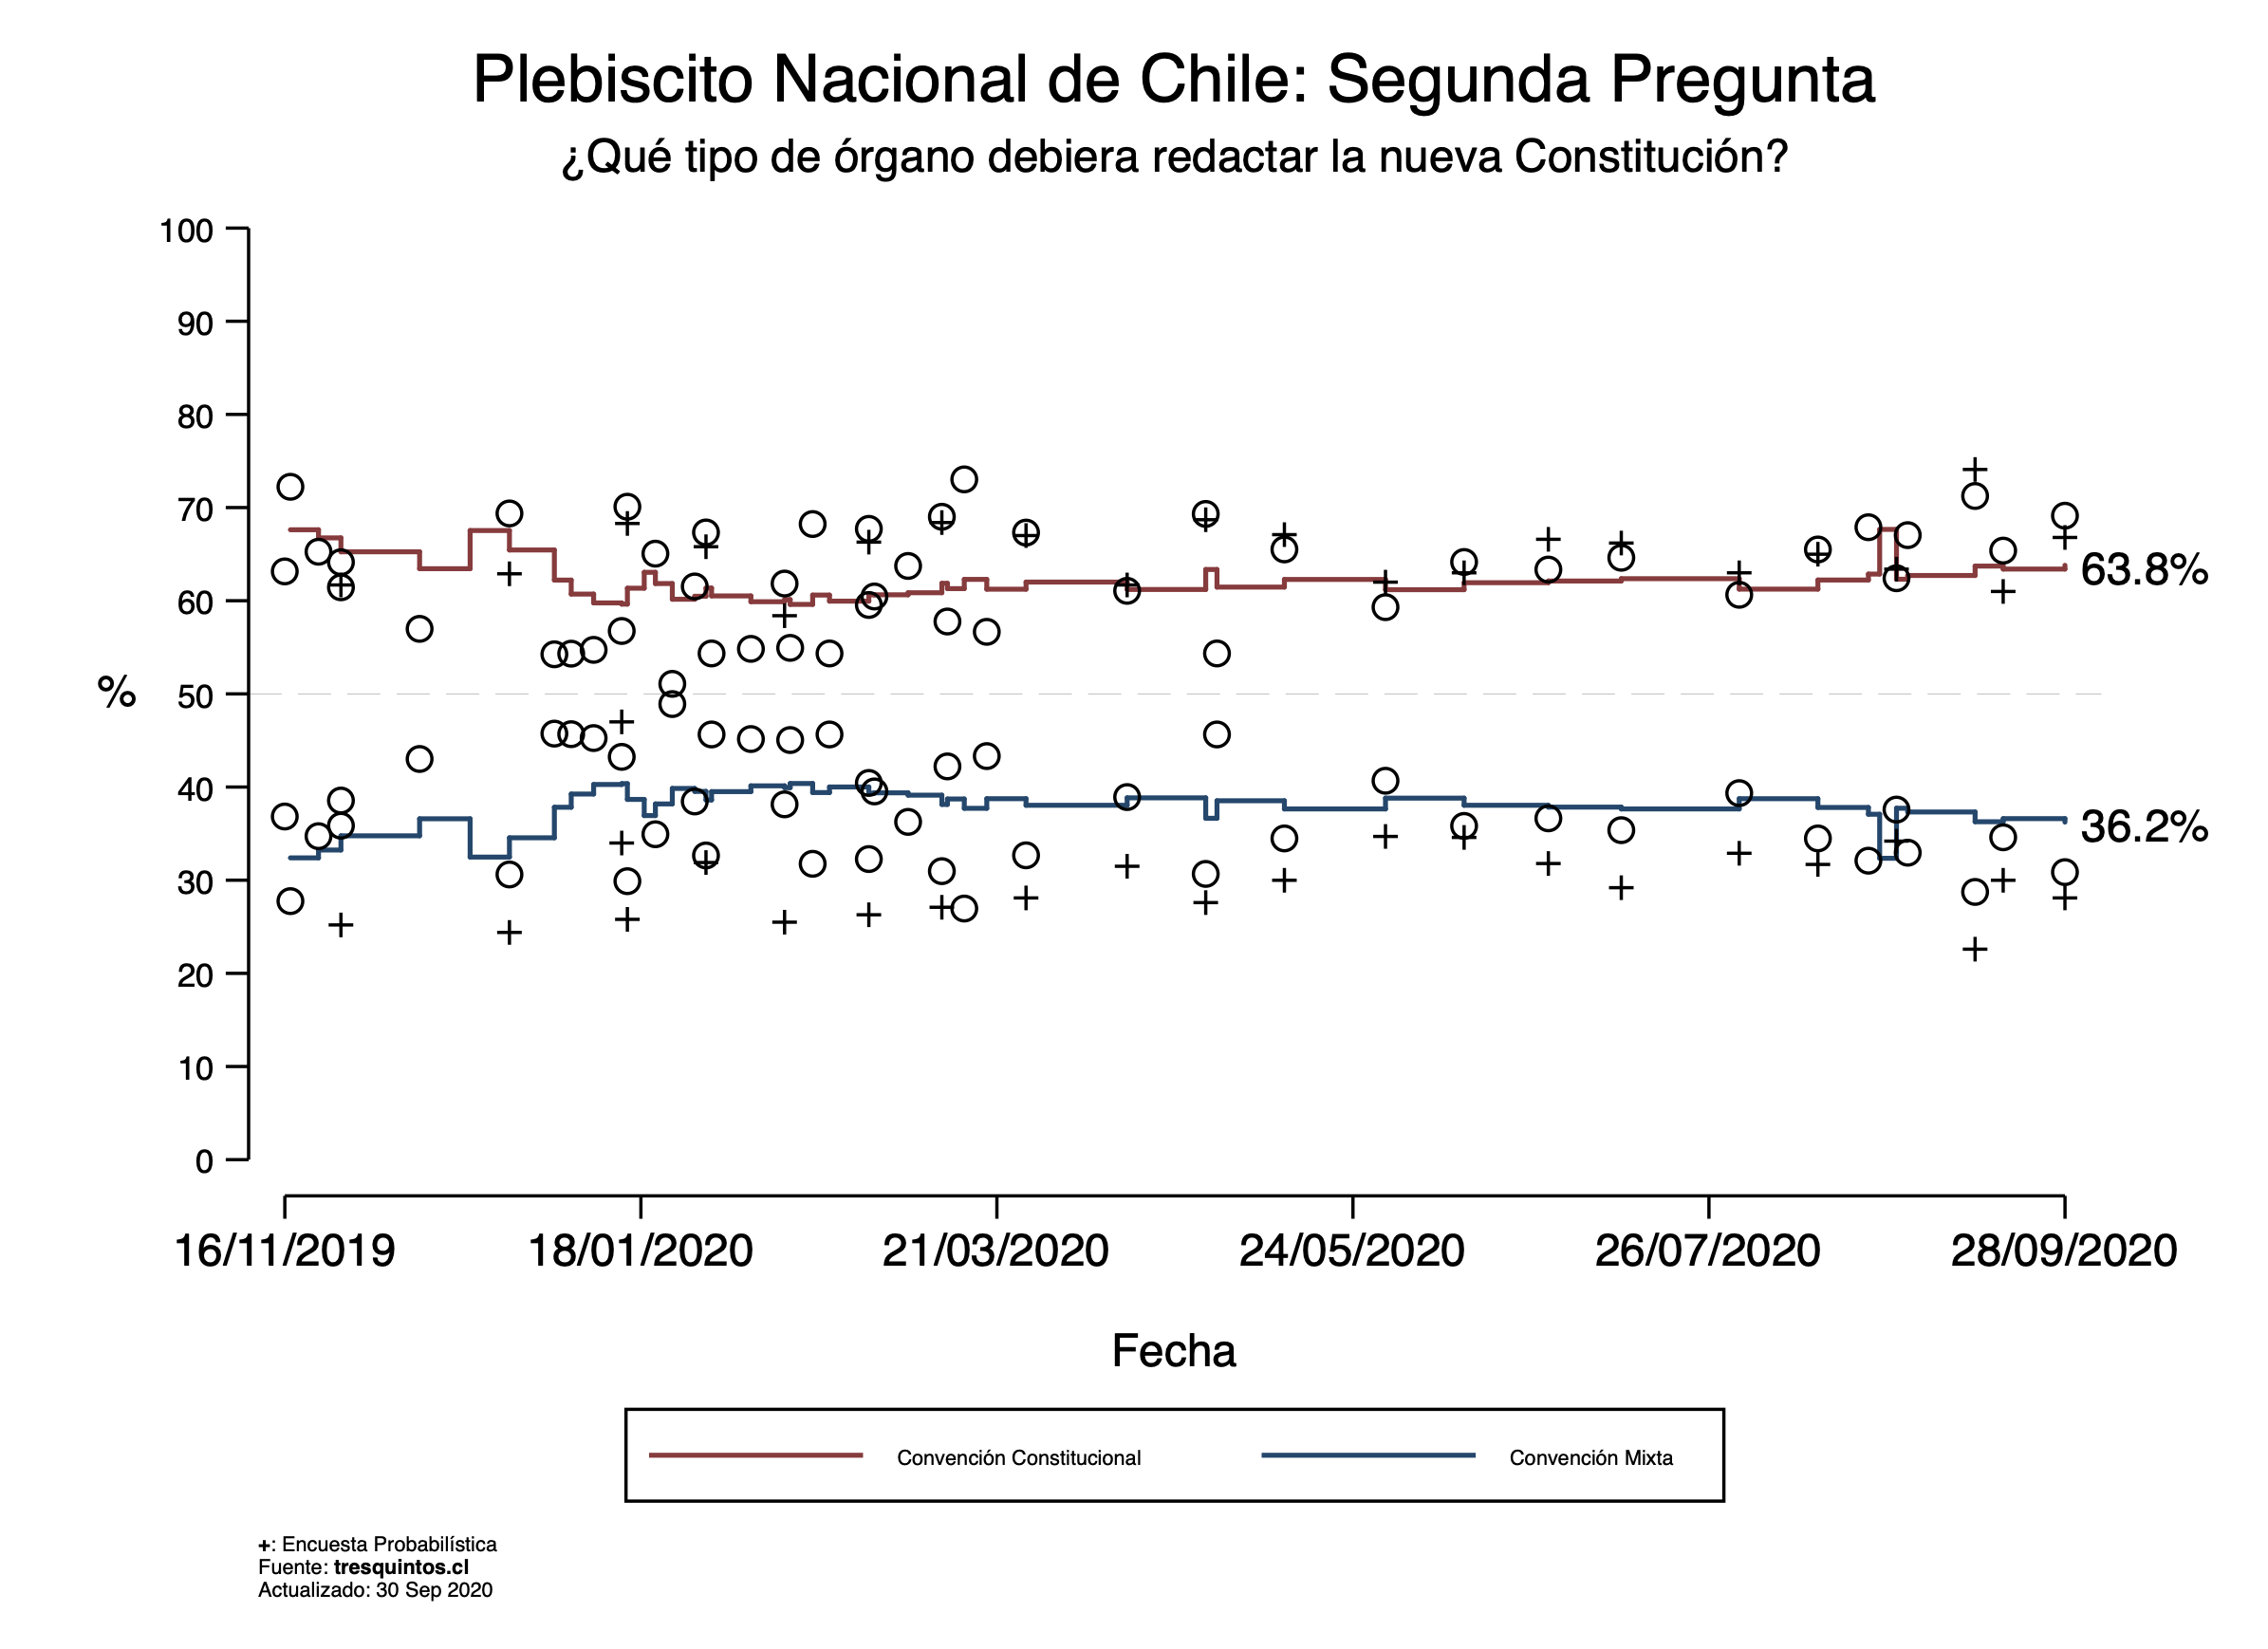 Plebiscito Nacional de Chile: Segunda Pregunta
¿Qué tipo de órgano debiera redactar la nueva Constitución?
100
90
80
70
60
50
40
30
20
10
0
%
63.8%
36.2%
16/11/2019 18/01/2020 21/03/2020 24/05/2020 26/07/2020 28/09/2020
Fecha
Convención Constitucional Convención Mixta
+: Encuesta Probabilística
Fuente: tresquintos.cl
Actualizado: 30 Sep 2020